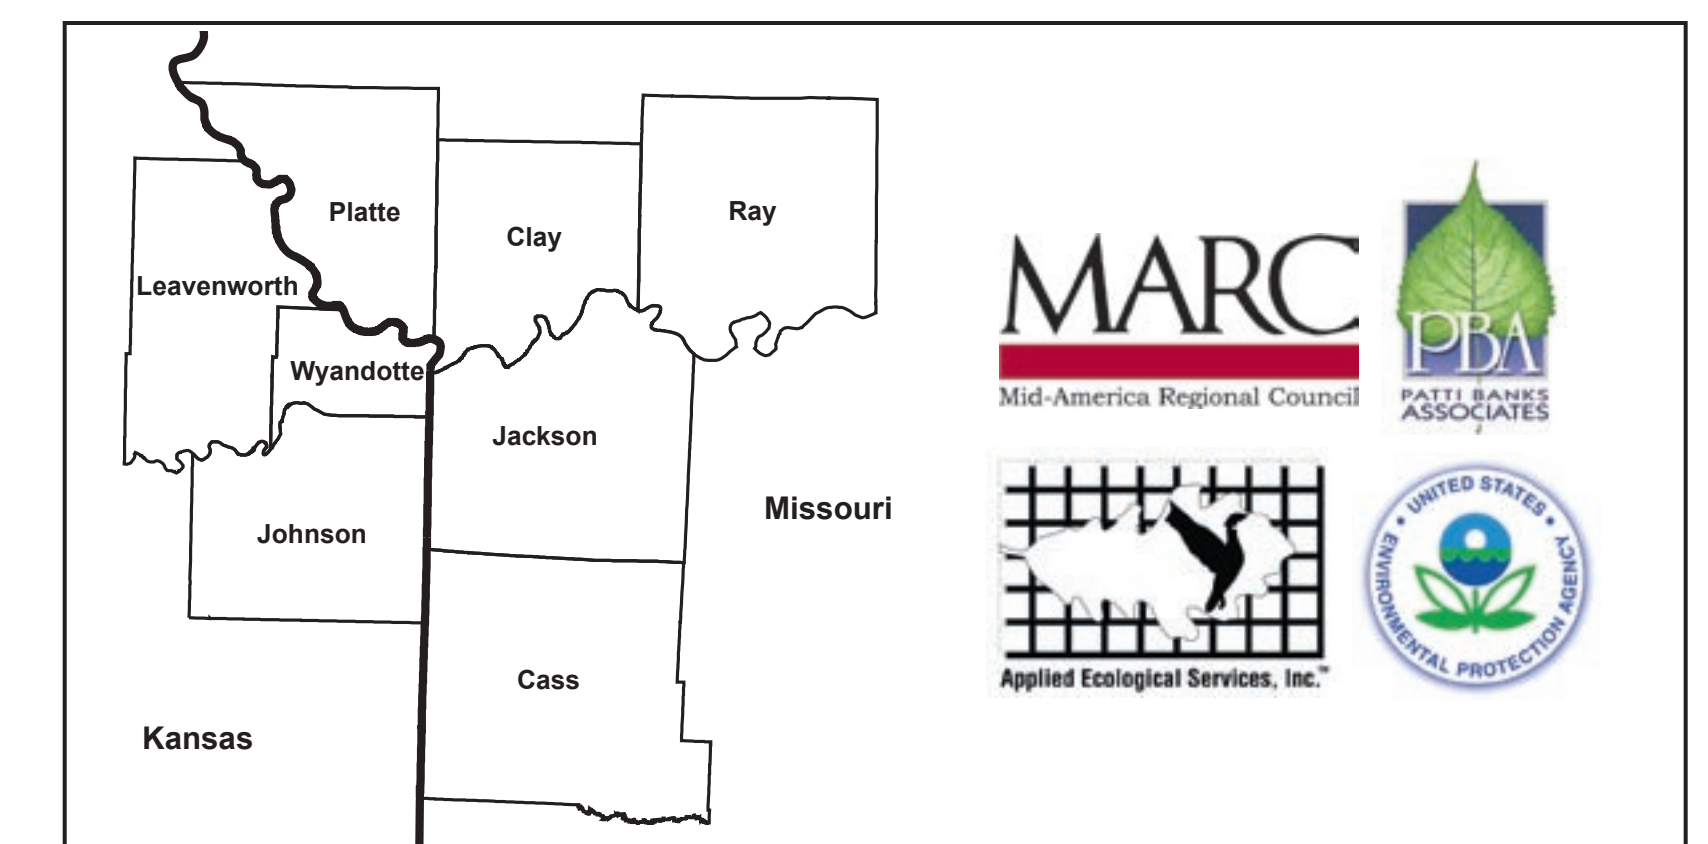 Platte
Clay
Ray
Leavenworth
Wyandotte
Jackson
Johnson
Missouri
Cass
Kansas
MARC
Mid-America Regional Council
PBA
PATTI BANKS
ASSOCIATES
Applied Ecological Services, Inc.™
• UNITED STATES •
ENVIRONMENTAL PROTECTION AGENCY